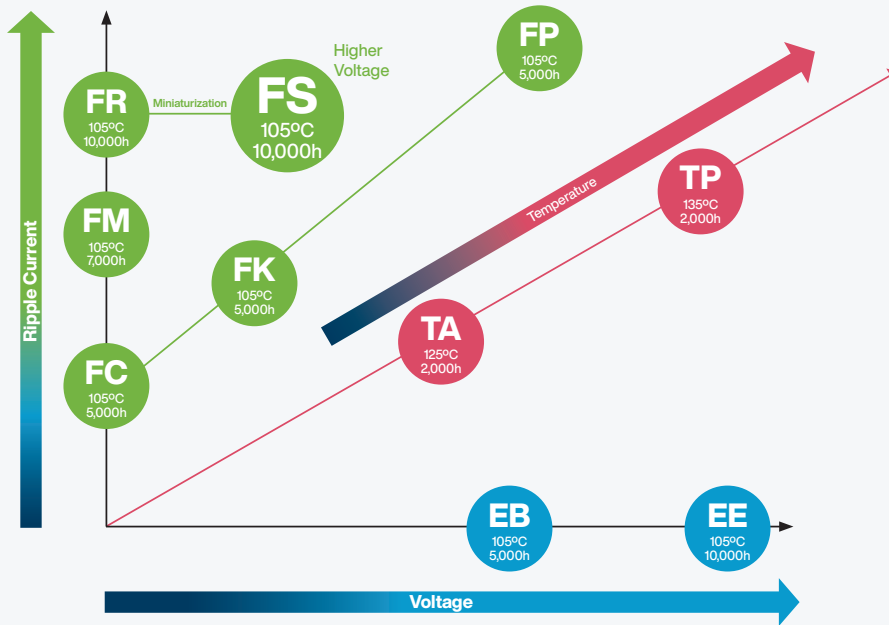 FP
105ºC
5,000h
Higher
Voltage
FR
105ºC
10,000h
Miniaturization
FS
105ºC
10,000h
Temperature
TP
135ºC
2,000h
FM
105ºC
7,000h
FK
105ºC
5,000h
Ripple Current
TA
125ºC
2,000h
FC
105ºC
5,000h
EB
105ºC
5,000h
EE
105ºC
10,000h
Voltage